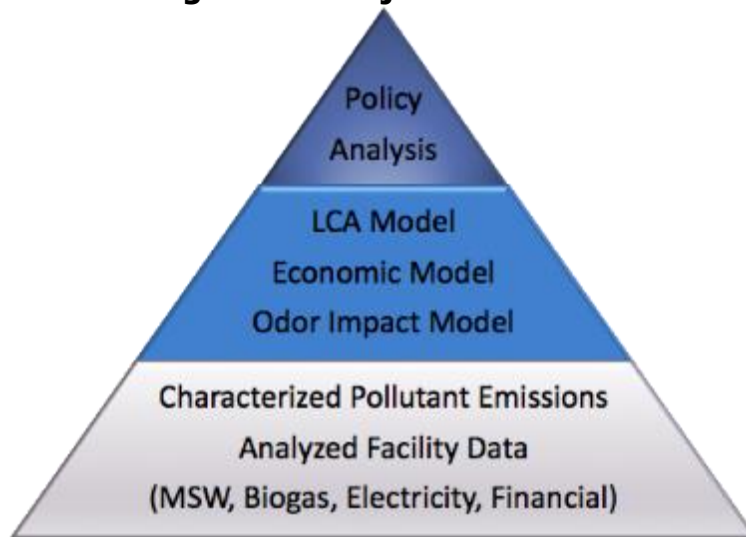 Policy
Analysis
LCA Model
Economic Model
Odor Impact Model
Characterized Pollutant Emissions
Analyzed Facility Data
(MSW, Biogas, Electricity, Financial)